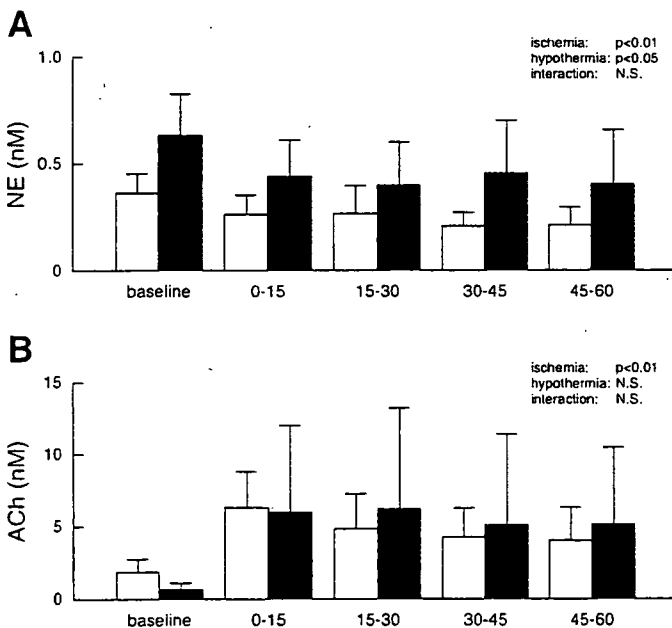 A
ischemia: p<0.01
hypothermia: p<0.05
interaction: N.S.
1.0
0.5
0
NE (nM)
baseline 0-15 15-30 30-45 45-60
B
ischemia: p<0.01
hypothermia: N.S.
interaction: N.S.
15
10
5
0
ACh (nM)
baseline 0-15 15-30 30-45 45-60